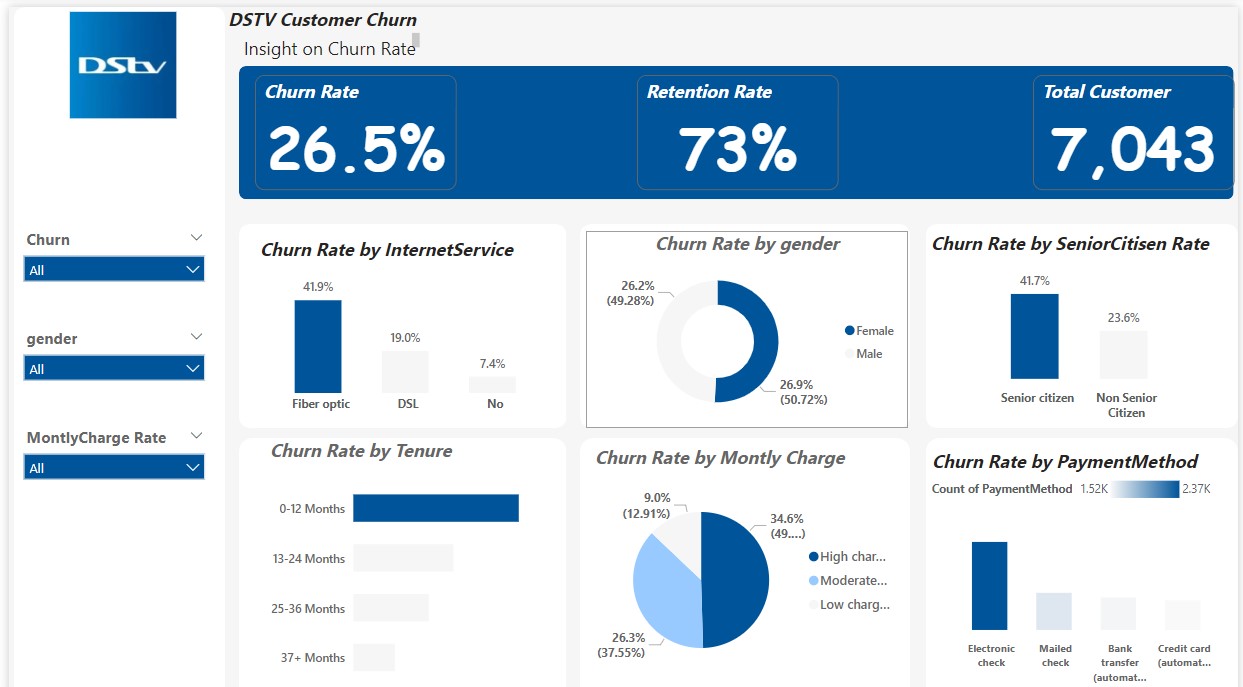 DStv
DSTV Customer Churn
Insight on Churn Rate
Churn Rate
26.5%
Retention Rate
73%
Total Customer
7,043
Churn
All
gender
All
MontlyCharge Rate
All
Churn Rate by InternetService
41.9%
19.0%
7.4%
Fiber optic
DSL
No
Churn Rate by gender
26.2%
(49.28%)
26.9%
(50.72%)
Female
Male
Churn Rate by SeniorCitisen Rate
41.7%
23.6%
Senior citizen
Non Senior
Citizen
Churn Rate by Tenure
0-12 Months
13-24 Months
25-36 Months
37+ Months
Churn Rate by Montly Charge
9.0%
(12.91%)
34.6%
(49....)
26.3%
(37.55%)
High char...
Moderate...
Low charg...
Churn Rate by PaymentMethod
Count of PaymentMethod 1.52K 2.37K
Electronic
check
Mailed
check
Bank
transfer
(automat...
Credit card
(automat...